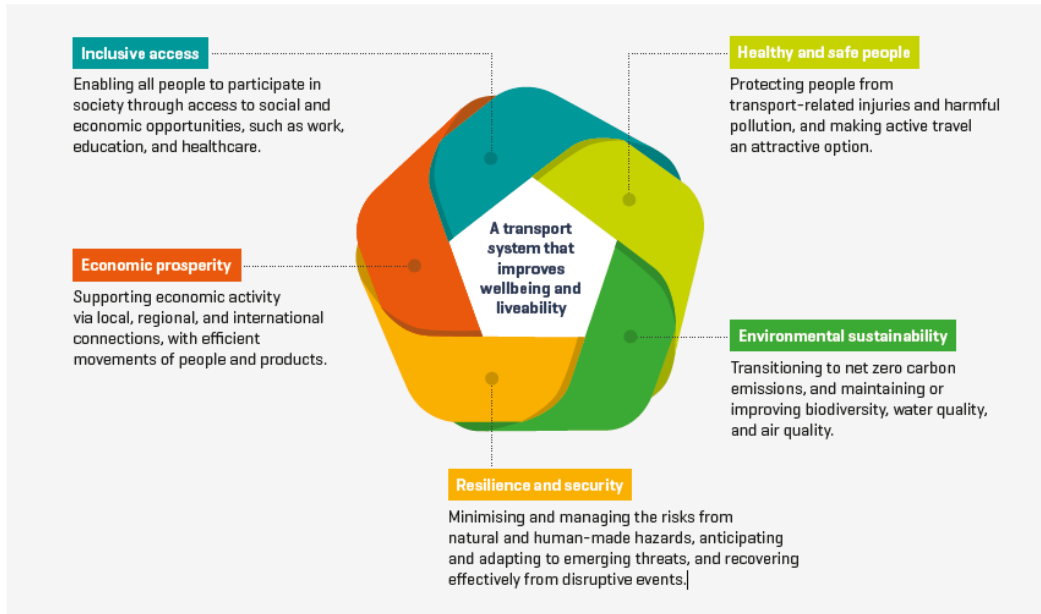 Inclusive access
Enabling all people to participate in
society through access to social and
economic opportunities, such as work,
education, and healthcare.
Healthy and safe people
Protecting people from
transport-related injuries and harmful
pollution, and making active travel
an attractive option.
A transport
system that
improves
wellbeing and
liveability
Economic prosperity
Supporting economic activity
via local, regional, and international
connections, with efficient
movements of people and products.
Environmental sustainability
Transitioning to net zero carbon
emissions, and maintaining or
improving biodiversity, water quality,
and air quality.
Resilience and security
Minimising and managing the risks from
natural and human-made hazards, anticipating
and adapting to emerging threats, and recovering
effectively from disruptive events.